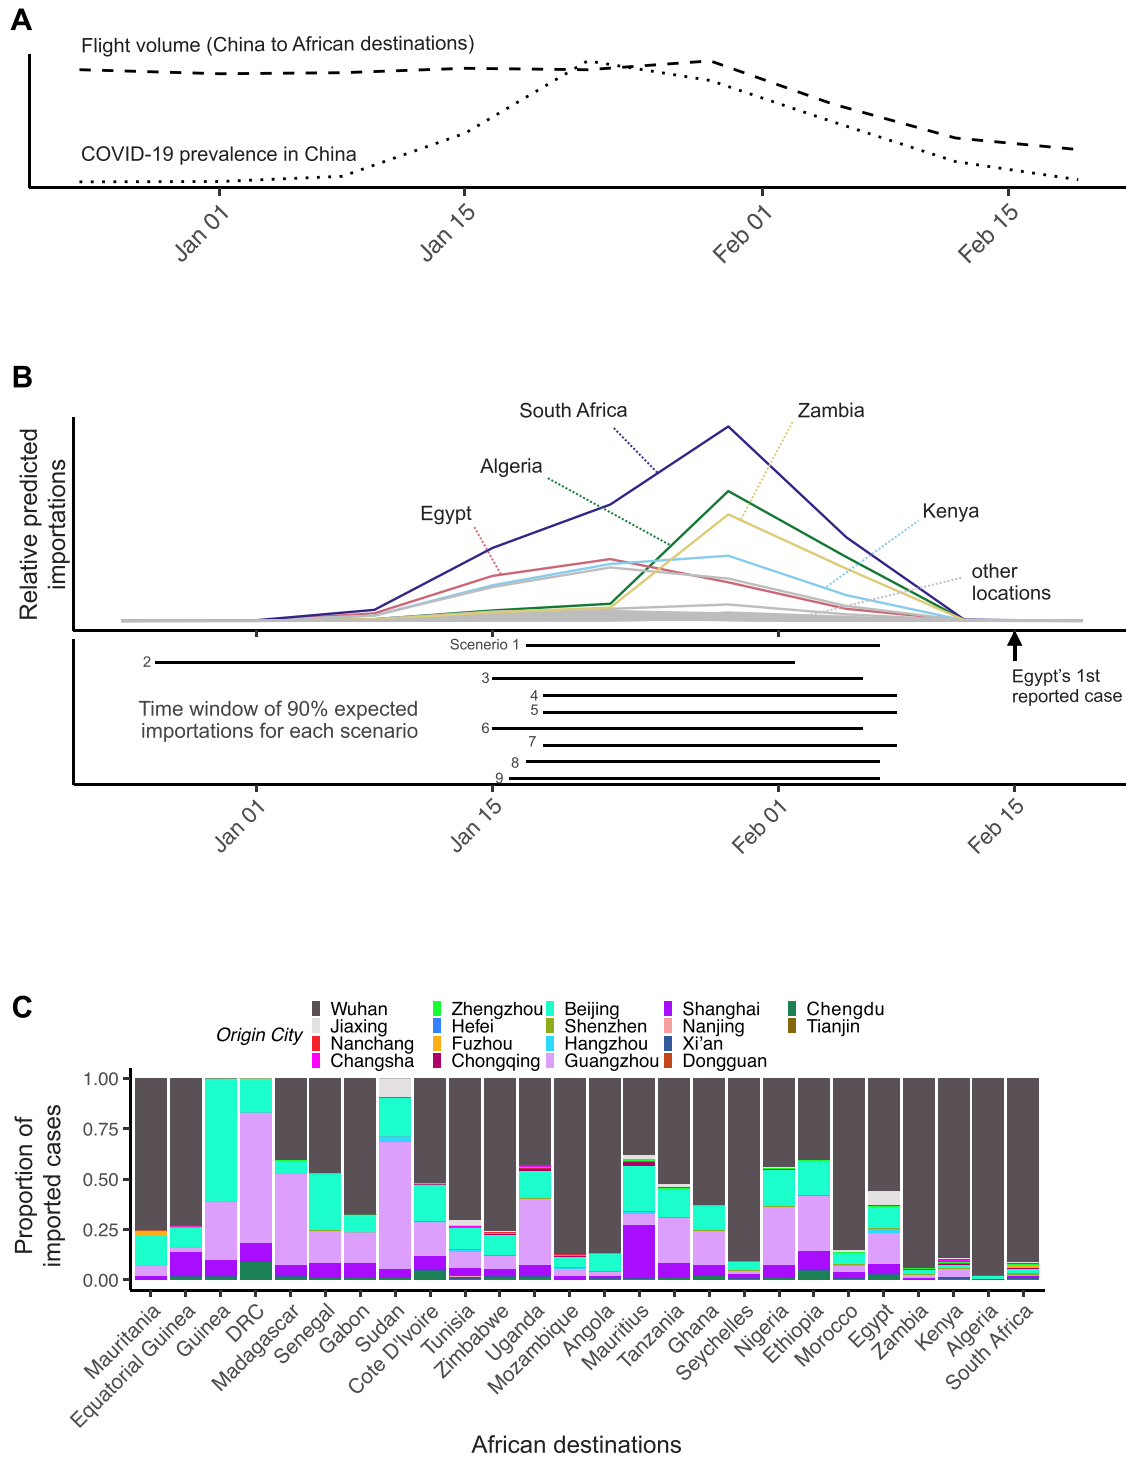 A
Flight volume (China to African destinations)
COVID-19 prevalence in China
Jan 01
Jan 15
Feb 01
Feb 15
B
Relative predicted
importations
South Africa
Zambia
Algeria
Egypt
Kenya
other
locations
Scenerio 1
2
3
4
5
6
7
8
9
Time window of 90% expected
importations for each scenario
Egypt's 1st
reported case
Jan 01
Jan 15
Feb 01
Feb 15
C
Origin City
Wuhan
Jiaxing
Nanchang
Changsha
Zhengzhou
Hefei
Fuzhou
Chongqing
Beijing
Shenzhen
Hangzhou
Guangzhou
Shanghai
Nanjing
Xi'an
Dongguan
Chengdu
Tianjin
Proportion of
imported cases
1.00
0.75
0.50
0.25
0.00
Mauritania
Equatorial Guinea
Guinea
DRC
Madagascar
Senegal
Gabon
Sudan
Cote D'Ivoire
Tunisia
Zimbabwe
Uganda
Mozambique
Angola
Mauritius
Tanzania
Ghana
Seychelles
Nigeria
Ethiopia
Morocco
Egypt
Zambia
Kenya
Algeria
South Africa
African destinations